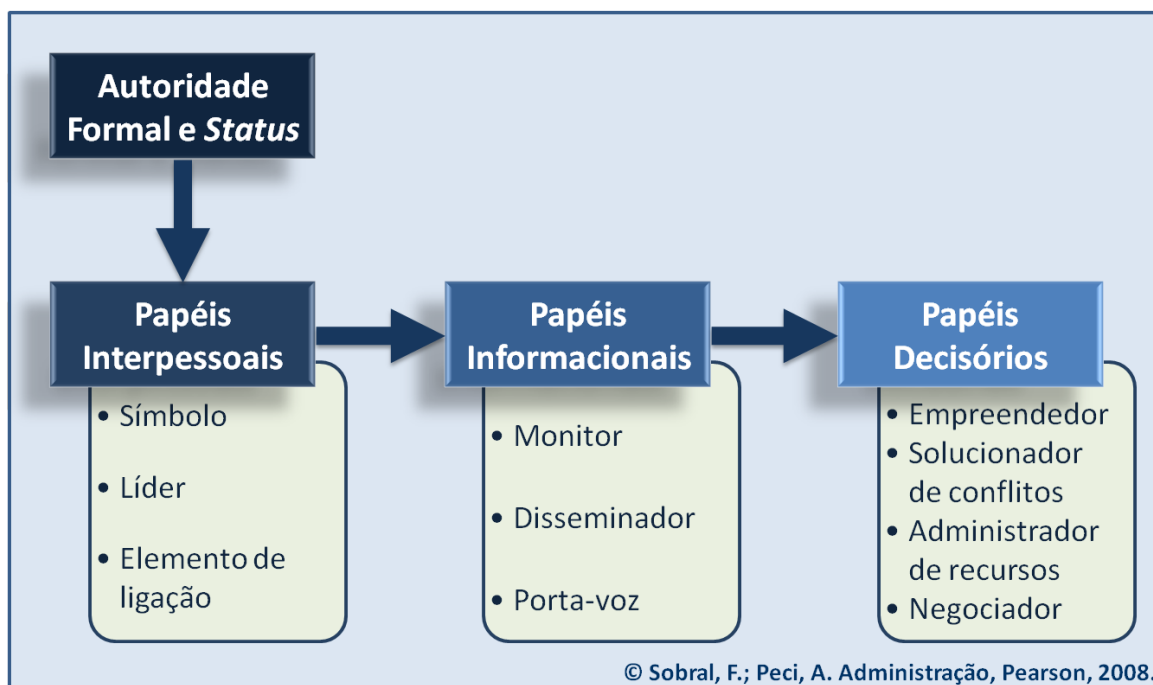 Autoridade
Formal e Status
Papéis
Interpessoais
• Símbolo
• Líder
• Elemento de
ligação
Papéis
Informacionais
• Monitor
• Disseminador
• Porta-voz
Papéis
Decisórios
• Empreendedor
• Solucionador
de conflitos
• Administrador
de recursos
• Negociador
© Sobral, F.; Peci, A. Administração, Pearson, 2008.